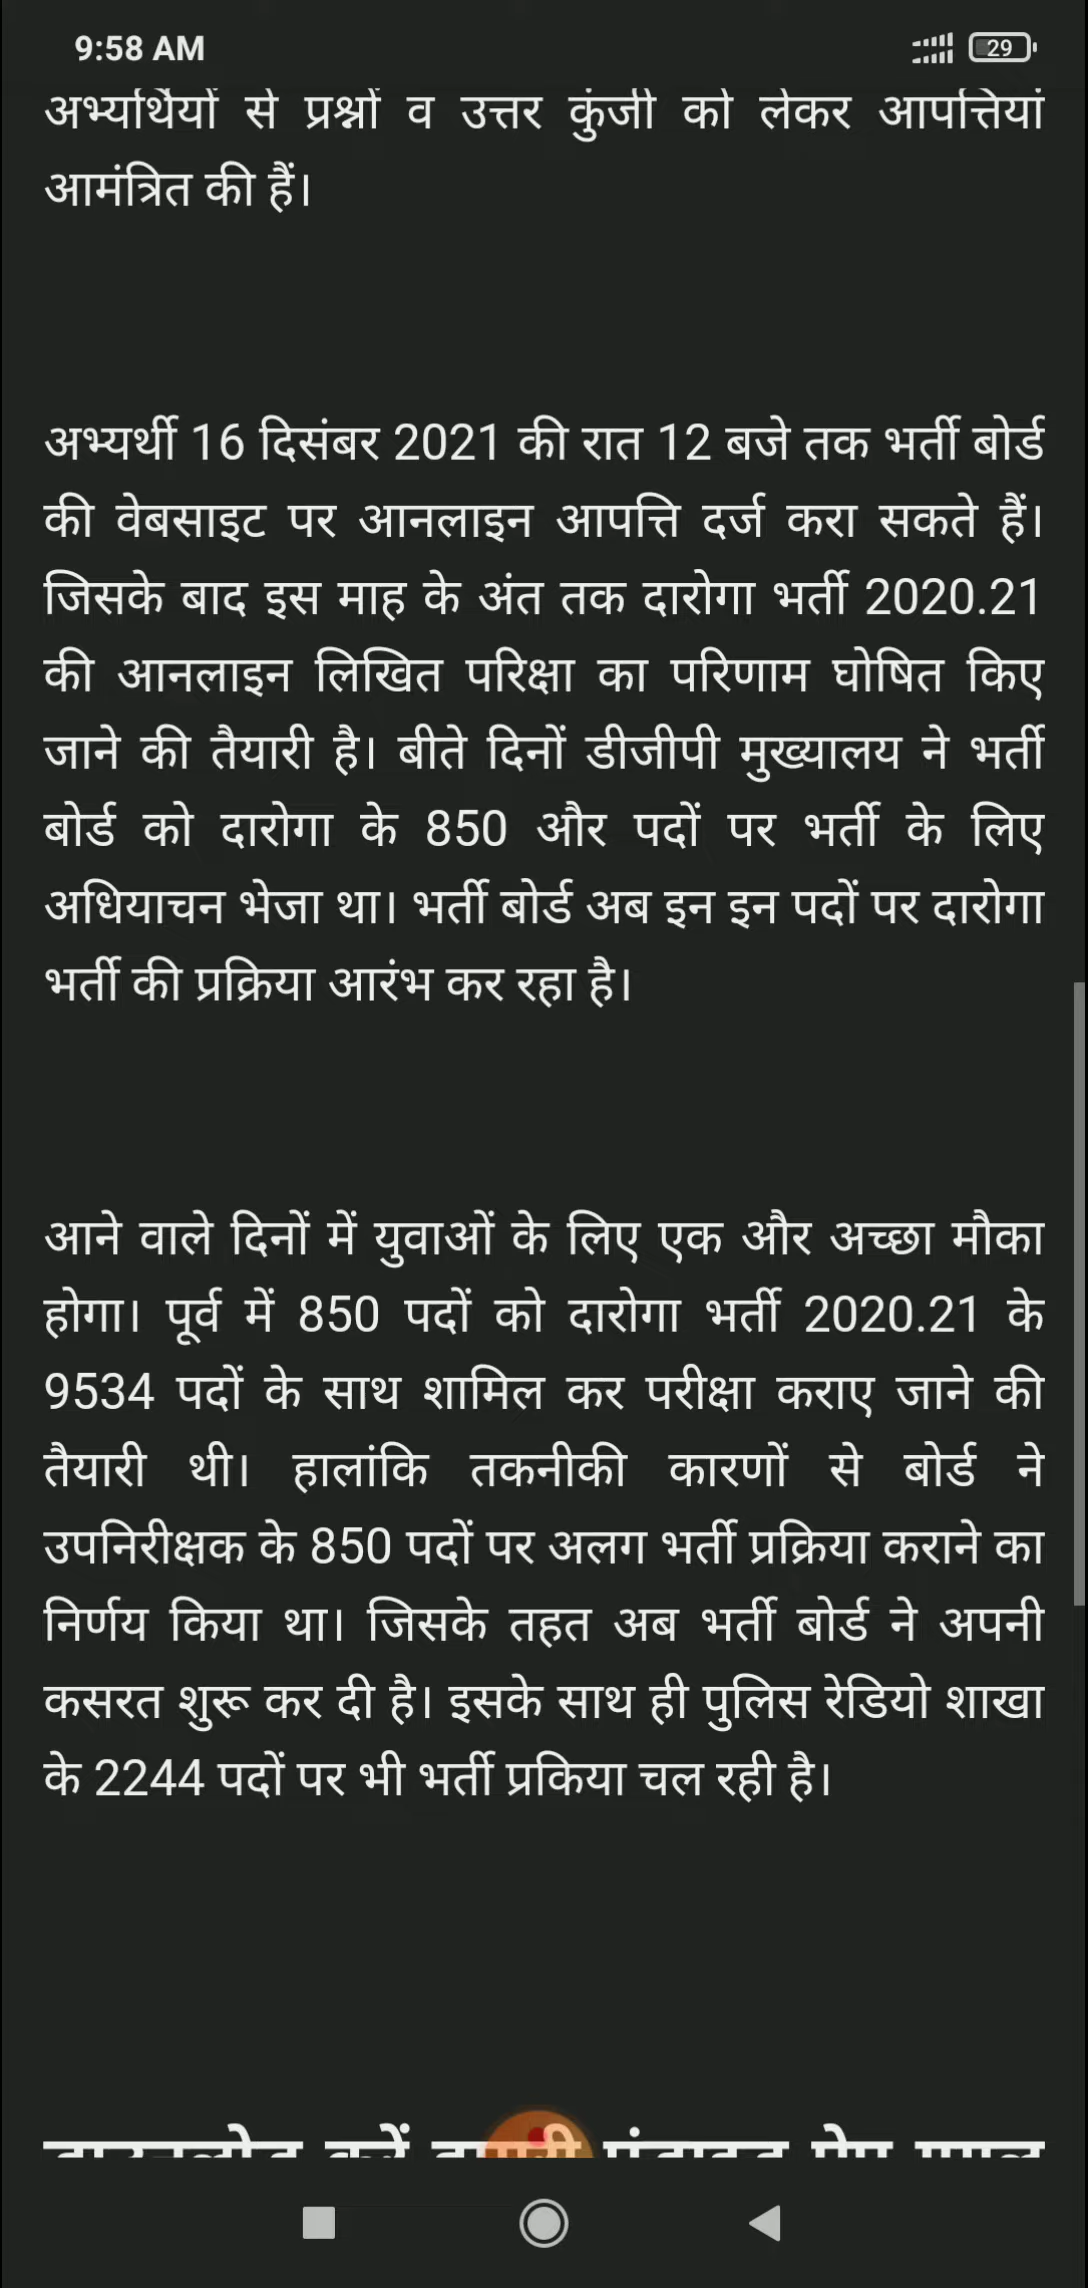 9:58 AM
29
अभ्यर्थियों से प्रश्नों व उत्तर कुंजी को लेकर आपत्तियां
आमंत्रित की हैं।
अभ्यर्थी 16 दिसंबर 2021 की रात 12 बजे तक भर्ती बोर्ड
की वेबसाइट पर आनलाइन आपत्ति दर्ज करा सकते हैं।
जिसके बाद इस माह के अंत तक दारोगा भर्ती 2020.21
की आनलाइन लिखित परिक्षा का परिणाम घोषित किए
जाने की तैयारी है। बीते दिनों डीजीपी मुख्यालय ने भर्ती
बोर्ड को दारोगा के 850 और पदों पर भर्ती के लिए
अधियाचन भेजा था। भर्ती बोर्ड अब इन इन पदों पर दारोगा
भर्ती की प्रक्रिया आरंभ कर रहा है।
आने वाले दिनों में युवाओं के लिए एक और अच्छा मौका
होगा। पूर्व में 850 पदों को दारोगा भर्ती 2020.21 के
9534 पदों के साथ शामिल कर परीक्षा कराए जाने की
तैयारी थी। हालांकि तकनीकी कारणों से बोर्ड ने
उपनिरीक्षक के 850 पदों पर अलग भर्ती प्रक्रिया कराने का
निर्णय किया था। जिसके तहत अब भर्ती बोर्ड ने अपनी
कसरत शुरू कर दी है। इसके साथ ही पुलिस रेडियो शाखा
के 2244 पदों पर भी भर्ती प्रकिया चल रही है।